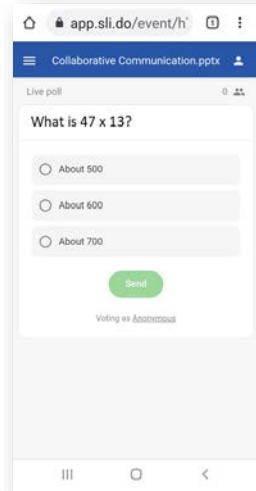 app.sli.do/event/h
1
Collaborative Communication.pptx
Live poll 0
What is 47 x 13?
About 500
About 600
About 700
Send
Voting as Anonymous